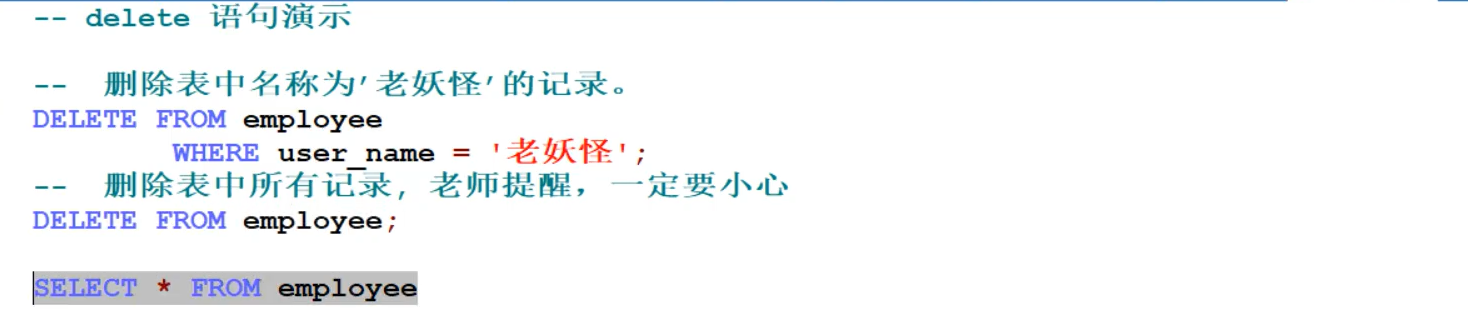 -- delete 语句演示
--  删除表中名称为'老妖怪'的记录。
DELETE FROM employee
        WHERE user_name = '老妖怪';
--  删除表中所有记录, 老师提醒，一定要小心
DELETE FROM employee;
SELECT * FROM employee